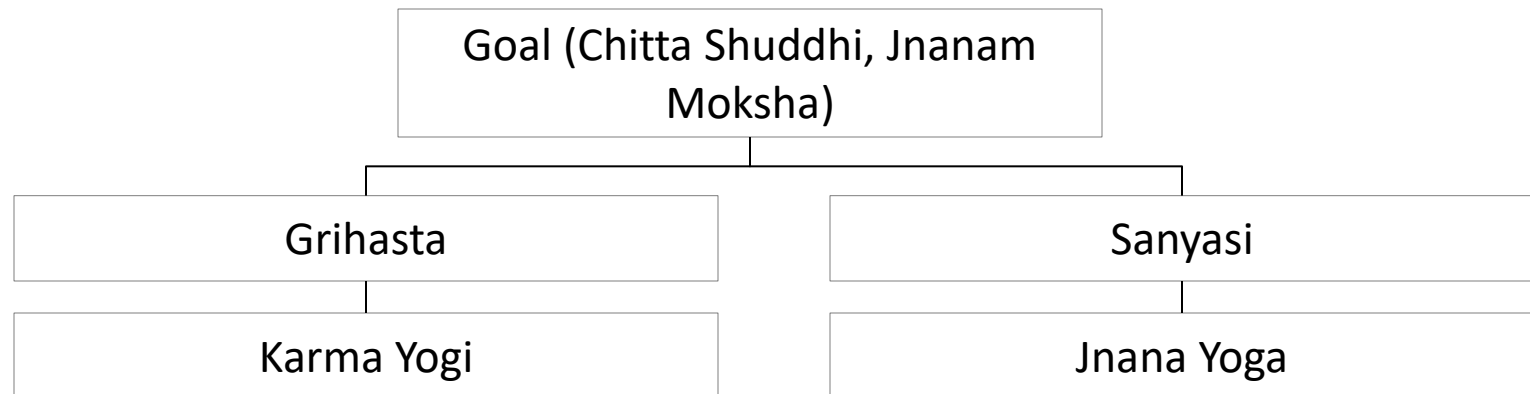 Goal (Chitta Shuddhi, Jnanam
Moksha)
Grihasta
Sanyasi
Karma Yogi
Jnana Yoga